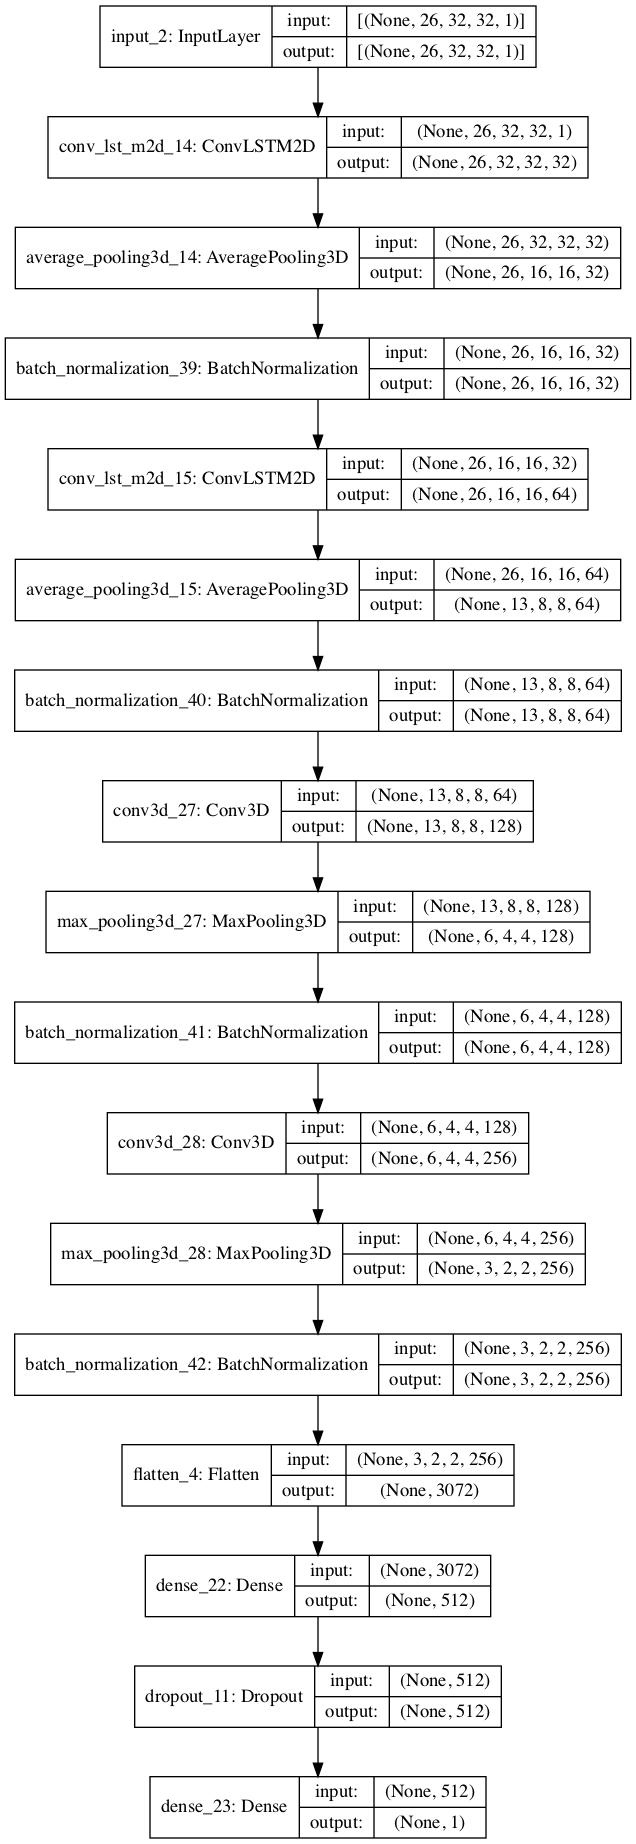 input_2: InputLayer
input: [(None, 26, 32, 32, 1)]
output: [(None, 26, 32, 32, 1)]
conv_lst_m2d_14: ConvLSTM2D
input: (None, 26, 32, 32, 1)
output: (None, 26, 32, 32, 32)
average_pooling3d_14: AveragePooling3D
input: (None, 26, 32, 32, 32)
output: (None, 26, 16, 16, 32)
batch_normalization_39: BatchNormalization
input: (None, 26, 16, 16, 32)
output: (None, 26, 16, 16, 32)
conv_lst_m2d_15: ConvLSTM2D
input: (None, 26, 16, 16, 32)
output: (None, 26, 16, 16, 64)
average_pooling3d_15: AveragePooling3D
input: (None, 26, 16, 16, 64)
output: (None, 13, 8, 8, 64)
batch_normalization_40: BatchNormalization
input: (None, 13, 8, 8, 64)
output: (None, 13, 8, 8, 64)
conv3d_27: Conv3D
input: (None, 13, 8, 8, 64)
output: (None, 13, 8, 8, 128)
max_pooling3d_27: MaxPooling3D
input: (None, 13, 8, 8, 128)
output: (None, 6, 4, 4, 128)
batch_normalization_41: BatchNormalization
input: (None, 6, 4, 4, 128)
output: (None, 6, 4, 4, 128)
conv3d_28: Conv3D
input: (None, 6, 4, 4, 128)
output: (None, 6, 4, 4, 256)
max_pooling3d_28: MaxPooling3D
input: (None, 6, 4, 4, 256)
output: (None, 3, 2, 2, 256)
batch_normalization_42: BatchNormalization
input: (None, 3, 2, 2, 256)
output: (None, 3, 2, 2, 256)
flatten_4: Flatten
input: (None, 3, 2, 2, 256)
output: (None, 3072)
dense_22: Dense
input: (None, 3072)
output: (None, 512)
dropout_11: Dropout
input: (None, 512)
output: (None, 512)
dense_23: Dense
input: (None, 512)
output: (None, 1)